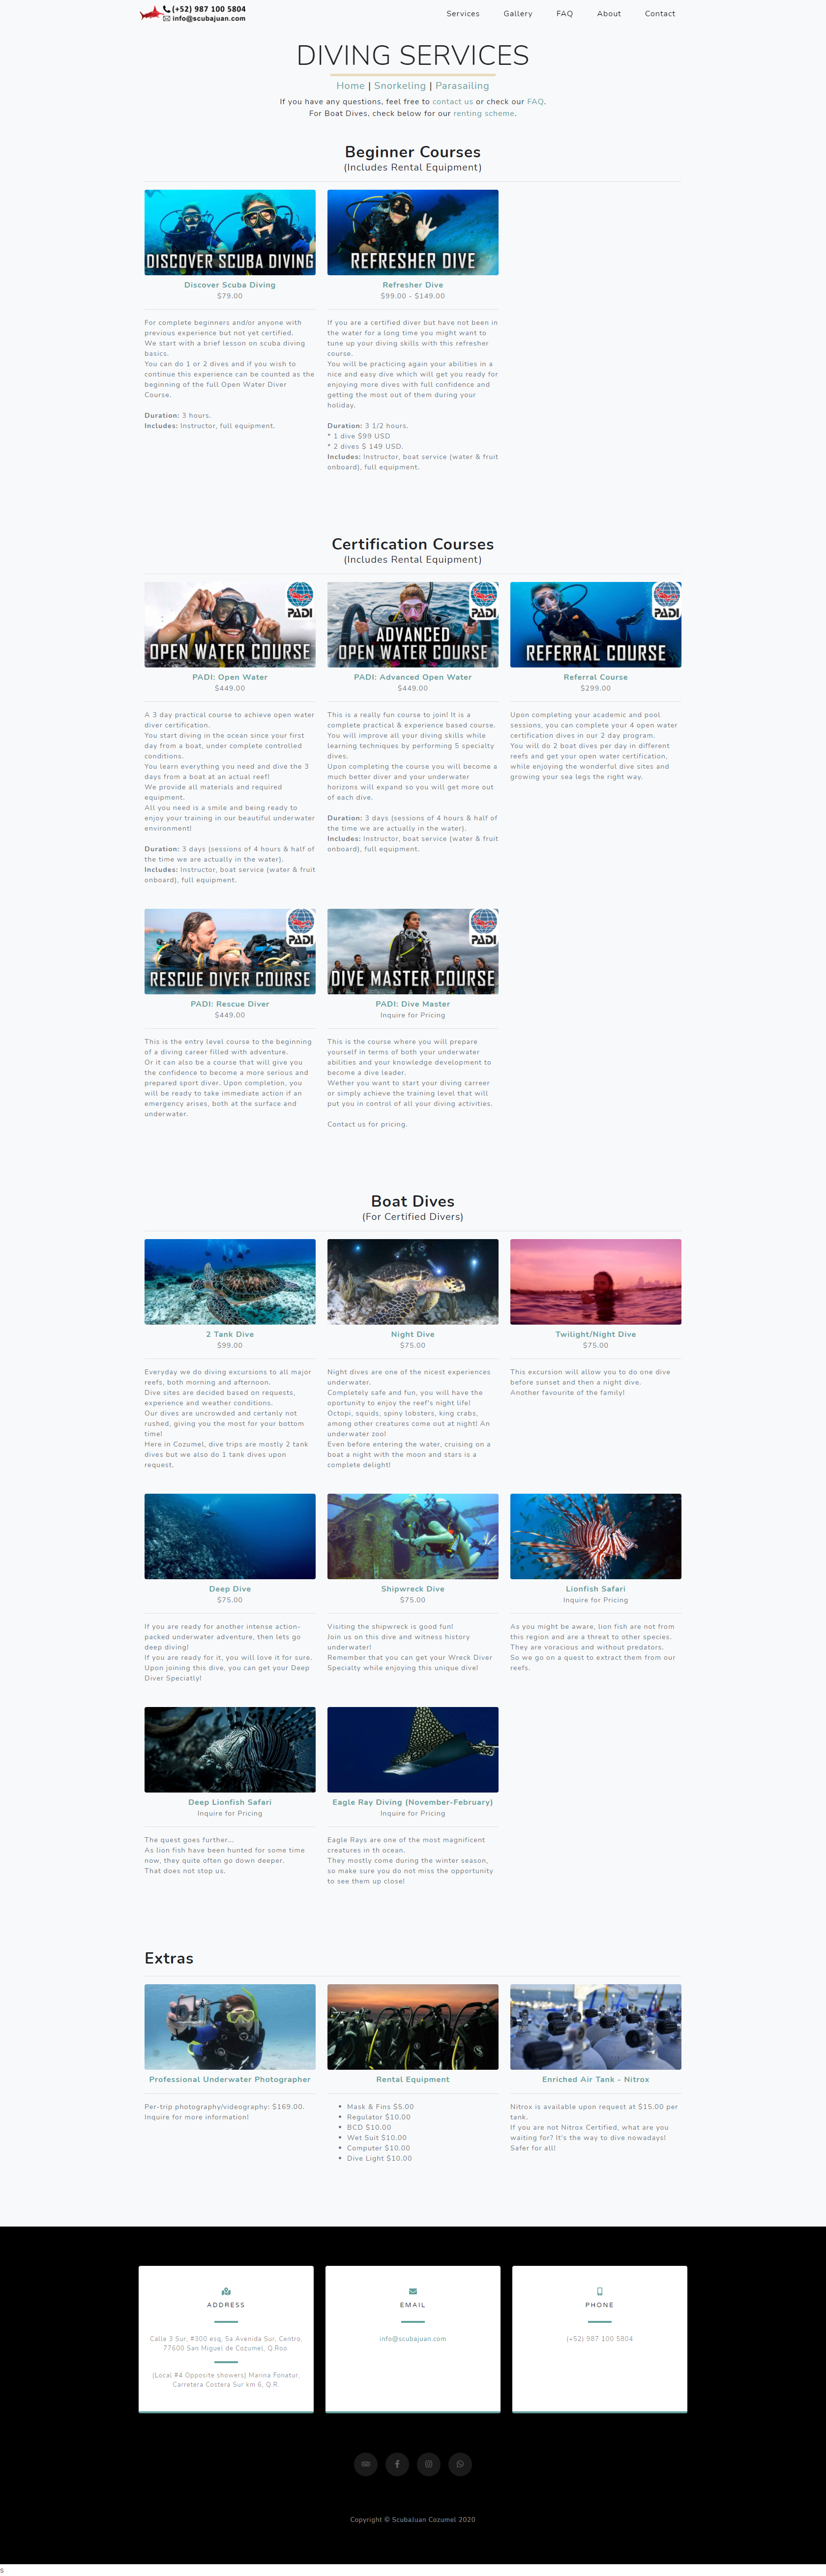 (+52) 987 100 5804
info@scubajuan.com
Services Gallery FAQ About Contact
DIVING SERVICES
Home | Snorkeling | Parasailing
If you have any questions, feel free to contact us or check our FAQ.
For Boat Dives, check below for our renting scheme.
Beginner Courses
(Includes Rental Equipment)
DISCOVER SCUBA DIVING
Discover Scuba Diving
$79.00
For complete beginners and/or anyone with
previous experience but not yet certified.
We start with a brief lesson on scuba diving
basics.
You can do 1 or 2 dives and if you wish to
continue this experience can be counted as the
beginning of the full Open Water Diver
Course.
Duration: 3 hours.
Includes: Instructor, full equipment.
REFRESHER DIVE
Refresher Dive
$99.00 - $149.00
If you are a certified diver but have not been in
the water for a long time you might want to
tune up your diving skills with this refresher
course.
You will be practicing again your abilities in a
nice and easy dive which will get you ready for
enjoying more dives with full confidence and
getting the most out of them during your
holiday.
Duration: 3 1/2 hours.
* 1 dive $99 USD
* 2 dives $ 149 USD.
Includes: Instructor, boat service (water & fruit
onboard), full equipment.
Certification Courses
(Includes Rental Equipment)
PADI
OPEN WATER COURSE
PADI: Open Water
$449.00
A 3 day practical course to achieve open water
diver certification.
You start diving in the ocean since your first
day from a boat, under complete controlled
conditions.
You learn everything you need and dive the 3
days from a boat at an actual reef!
We provide all materials and required
equipment.
All you need is a smile and being ready to
enjoy your training in our beautiful underwater
environment!
Duration: 3 days (sessions of 4 hours & half of
the time we are actually in the water).
Includes: Instructor, boat service (water & fruit
onboard), full equipment.
PADI
ADVANCED
OPEN WATER COURSE
PADI: Advanced Open Water
$449.00
This is a really fun course to join! It is a
complete practical & experience based course.
You will improve all your diving skills while
learning techniques by performing 5 specialty
dives.
Upon completing the course you will become a
much better diver and your underwater
horizons will expand so you will get more out
of each dive.
Duration: 3 days (sessions of 4 hours & half of
the time we are actually in the water).
Includes: Instructor, boat service (water & fruit
onboard), full equipment.
PADI
REFERRAL COURSE
Referral Course
$299.00
Upon completing your academic and pool
sessions, you can complete your 4 open water
certification dives in our 2 day program.
You will do 2 boat dives per day in different
reefs and get your open water certification,
while enjoying the wonderful dive sites and
growing your sea legs the right way.
PADI
RESCUE DIVER COURSE
PADI: Rescue Diver
$449.00
This is the entry level course to the beginning
of a diving career filled with adventure.
Or it can also be a course that will give you
the confidence to become a more serious and
prepared sport diver. Upon completion, you
will be ready to take immediate action if an
emergency arises, both at the surface and
underwater.
PADI
DIVE MASTER COURSE
PADI: Dive Master
Inquire for Pricing
This is the course where you will prepare
yourself in terms of both your underwater
abilities and your knowledge development to
become a dive leader.
Wether you want to start your diving carreer
or simply achieve the training level that will
put you in control of all your diving activities.
Contact us for pricing.
Boat Dives
(For Certified Divers)
2 Tank Dive
$99.00
Everyday we do diving excursions to all major
reefs, both morning and afternoon.
Dive sites are decided based on requests,
experience and weather conditions.
Our dives are uncrowded and certanly not
rushed, giving you the most for your bottom
time!
Here in Cozumel, dive trips are mostly 2 tank
dives but we also do 1 tank dives upon
request.
Night Dive
$75.00
Night dives are one of the nicest experiences
underwater.
Completely safe and fun, you will have the
oportunity to enjoy the reef's night life!
Octopi, squids, spiny lobsters, king crabs,
among other creatures come out at night! An
underwater zoo!
Even before entering the water, cruising on a
boat a night with the moon and stars is a
complete delight!
Twilight/Night Dive
$75.00
This excursion will allow you to do one dive
before sunset and then a night dive.
Another favourite of the family!
Deep Dive
$75.00
If you are ready for another intense action-
packed underwater adventure, then lets go
deep diving!
If you are ready for it, you will love it for sure.
Upon joining this dive, you can get your Deep
Diver Speciatly!
Shipwreck Dive
$75.00
Visiting the shipwreck is good fun!
Join us on this dive and witness history
underwater!
Remember that you can get your Wreck Diver
Specialty while enjoying this unique dive!
Lionfish Safari
Inquire for Pricing
As you might be aware, lion fish are not from
this region and are a threat to other species.
They are voracious and without predators.
So we go on a quest to extract them from our
reefs.
Deep Lionfish Safari
Inquire for Pricing
The quest goes further...
As lion fish have been hunted for some time
now, they quite often go down deeper.
That does not stop us.
Eagle Ray Diving (November-February)
Inquire for Pricing
Eagle Rays are one of the most magnificent
creatures in th ocean.
They mostly come during the winter season,
so make sure you do not miss the opportunity
to see them up close!
Extras
Professional Underwater Photographer
Per-trip photography/videography: $169.00.
Inquire for more information!
Rental Equipment
• Mask & Fins $5.00
• Regulator $10.00
• BCD $10.00
• Wet Suit $10.00
• Computer $10.00
• Dive Light $10.00
Enriched Air Tank - Nitrox
Nitrox is available upon request at $15.00 per
tank.
If you are not Nitrox Certified, what are you
waiting for? It's the way to dive nowadays!
Safer for all!
ADDRESS
Calle 3 Sur, #300 esq, 5a Avenida Sur, Centro,
77600 San Miguel de Cozumel, Q.Roo
(Local #4 Opposite showers) Marina Fonatur,
Carretera Costera Sur km 6, Q.R.
EMAIL
info@scubajuan.com
PHONE
(+52) 987 100 5804
Copyright © ScubaJuan Cozumel 2020
s